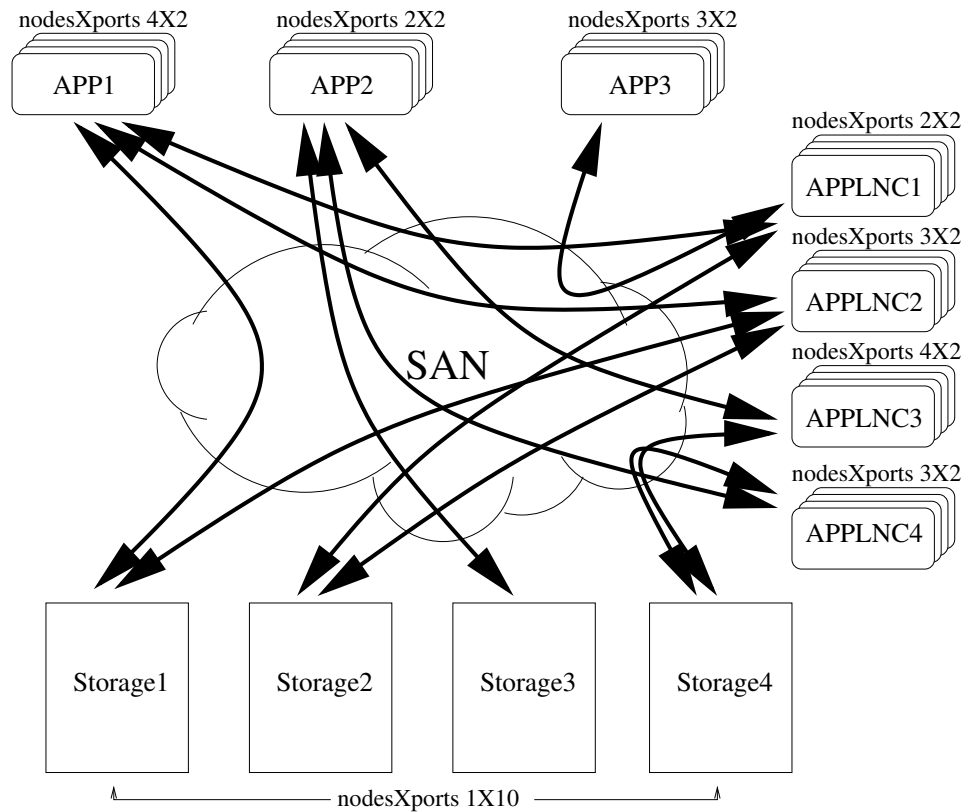 nodesXports 4X2
nodesXports 2X2
nodesXports 3X2
APP1
APP2
APP3
nodesXports 2X2
APPLNC1
nodesXports 3X2
APPLNC2
nodesXports 4X2
SAN
APPLNC3
nodesXports 3X2
APPLNC4
Storage1
Storage2
Storage3
Storage4
nodesXports 1X10